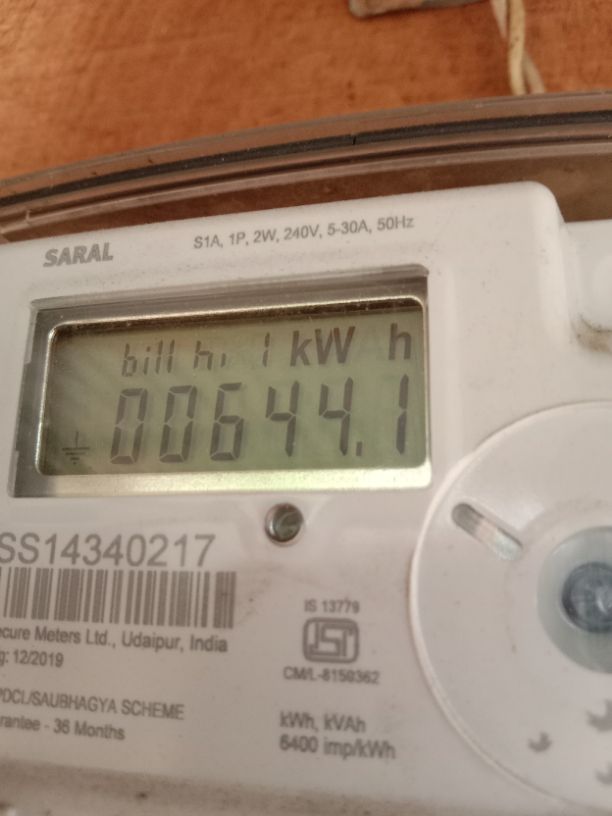 SARAL
S1A, 1P, 2W, 240V, 5-30A, 50Hz
bill hi 1 kW h
00644.1
SS14340217
ecure Meters Ltd., Udaipur, India
g: 12/2019
PDCL/SAUBHAGYA SCHEME
rantee - 36 Months
IS 13779
CM/L-8150362
kWh, kVAh
6400 imp/kWh